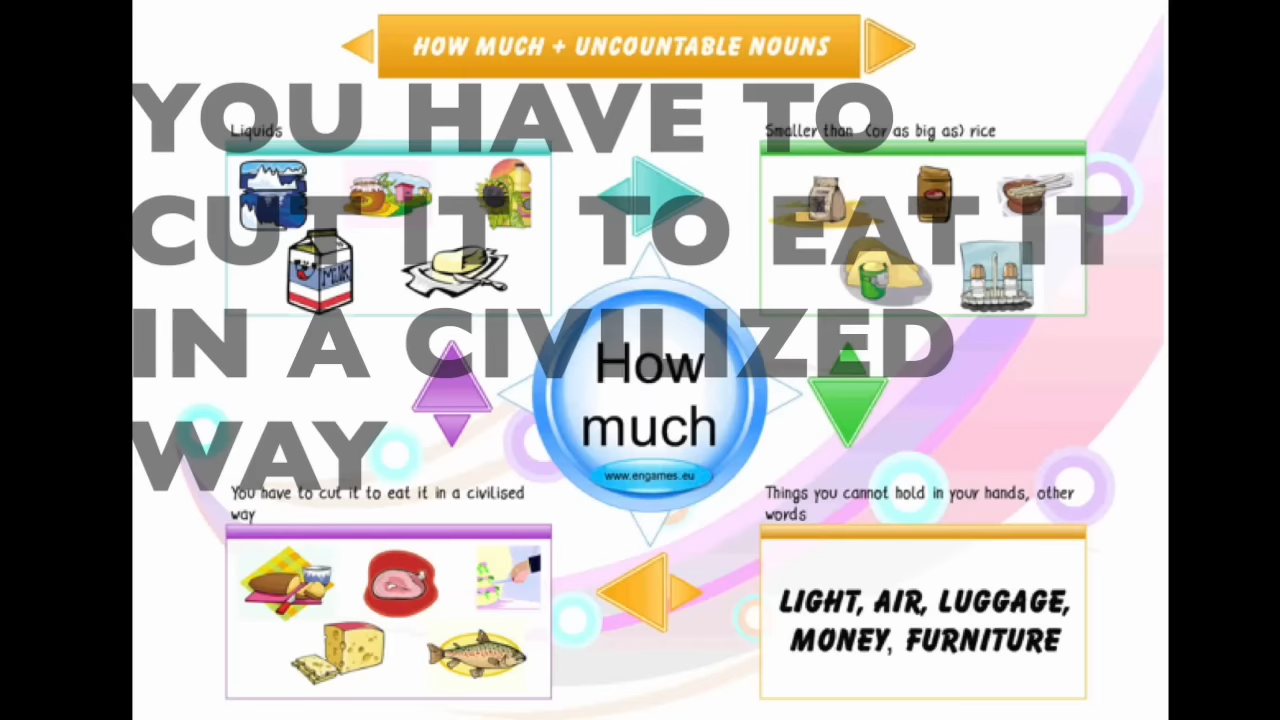 HOW MUCH + UNCOUNTABLE NOUNS
YOU HAVE TO
CUT IT TO EAT IT
IN A CIVILIZED
WAY
Liquids
Smaller than (or as big as) rice
MILK
How
much
www.engames.eu
You have to cut it to eat it in a civilised
way
Things you cannot hold in your hands, other
words
LIGHT, AIR, LUGGAGE,
MONEY, FURNITURE